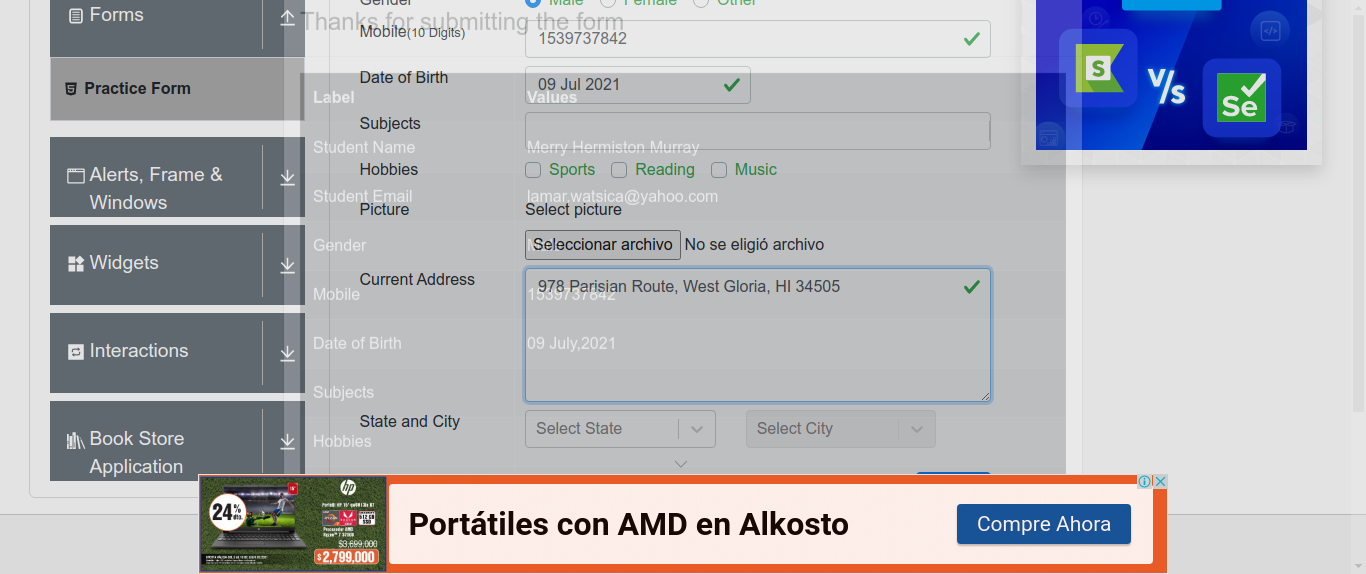 Forms
Gender Male Female Other
Thanks for submitting the form
Mobile(10 Digits) 1539737842
Date of Birth 09 Jul 2021
Practice Form
Label Values
Subjects
Student Name Merry Hermiston Murray
Hobbies Sports Reading Music
Alerts, Frame &
Windows
Student Email lamar.watsica@yahoo.com
Picture Select picture
Gender
Seleccionar archivo No se eligió archivo
Widgets
Current Address 978 Parisian Route, West Gloria, HI 34505
Mobile 1539737842
Date of Birth 09 July,2021
Interactions
Subjects
State and City Select State Select City
Hobbies
Book Store
Application
V/s
S
Se
hp
24%
dto.
$3.699.000
$2.799.000
Portátiles con AMD en Alkosto
Compre Ahora